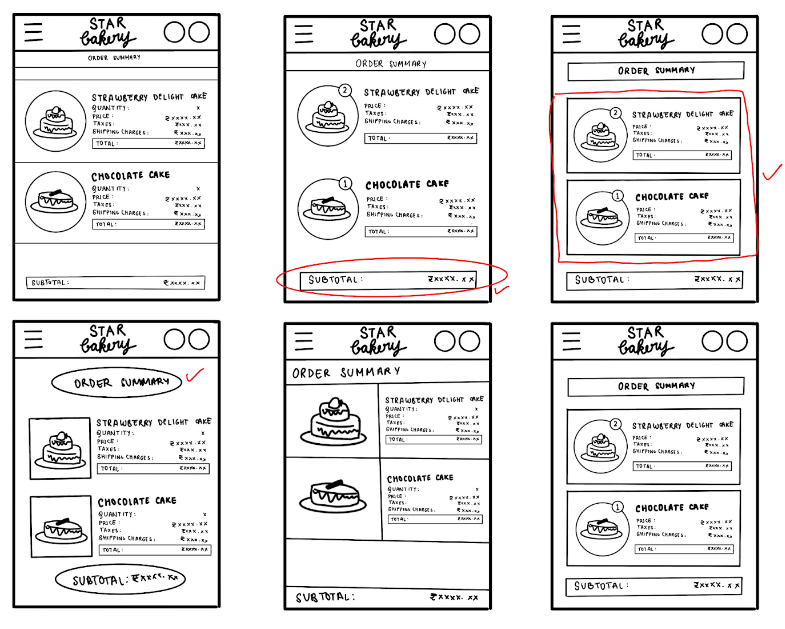 STAR
bakery
ORDER SUMMARY
STRAWBERRY DELIGHT CAKE
QUANTITY: x
PRICE: ₹xxxx.xx
TAXES: ₹xxx.xx
SHIPPING CHARGES: ₹xx.xx
TOTAL: ₹xxxx.xx
CHOCOLATE CAKE
QUANTITY: x
PRICE: ₹xxxx.xx
TAXES: ₹xxx.xx
SHIPPING CHARGES: ₹xx.xx
TOTAL: ₹xxxx.xx
SUBTOTAL: ₹xxxx.xx
STAR
bakery
ORDER SUMMARY
2
STRAWBERRY DELIGHT CAKE
PRICE: ₹xxxx.xx
TAXES: ₹xxx.xx
SHIPPING CHARGES: ₹xx.xx
TOTAL: ₹xxxx.xx
1
CHOCOLATE CAKE
PRICE: ₹xxxx.xx
TAXES: ₹xxx.xx
SHIPPING CHARGES: ₹xx.xx
TOTAL: ₹xxxx.xx
SUBTOTAL: ₹xxxx.xx
STAR
bakery
ORDER SUMMARY
2
STRAWBERRY DELIGHT CAKE
PRICE: ₹xxxx.xx
TAXES: ₹xxx.xx
SHIPPING CHARGES: ₹xx.xx
TOTAL: ₹xxxx.xx
1
CHOCOLATE CAKE
PRICE: ₹xxxx.xx
TAXES: ₹xxx.xx
SHIPPING CHARGES: ₹xx.xx
TOTAL: ₹xxxx.xx
SUBTOTAL: ₹xxxx.xx
STAR
bakery
ORDER SUMMARY
STRAWBERRY DELIGHT CAKE
QUANTITY: x
PRICE: ₹xxxx.xx
TAXES: ₹xxx.xx
SHIPPING CHARGES: ₹xx.xx
TOTAL: ₹xxxx.xx
CHOCOLATE CAKE
QUANTITY: x
PRICE: ₹xxxx.xx
TAXES: ₹xxx.xx
SHIPPING CHARGES: ₹xx.xx
TOTAL: ₹xxxx.xx
SUBTOTAL: ₹xxxx.xx
STAR
bakery
ORDER SUMMARY
STRAWBERRY DELIGHT CAKE
QUANTITY: x
PRICE: ₹xxxx.xx
TAXES: ₹xxx.xx
SHIPPING CHARGES: ₹xx.xx
TOTAL ₹xxxx.xx
CHOCOLATE CAKE
QUANTITY: x
PRICE: ₹xxxx.xx
TAXES: ₹xxx.xx
SHIPPING CHARGES: ₹xx.xx
TOTAL: ₹xxxx.xx
SUBTOTAL: ₹xxxx.xx
STAR
bakery
ORDER SUMMARY
2
STRAWBERRY DELIGHT CAKE
PRICE: ₹xxxx.xx
TAXES: ₹xxx.xx
SHIPPING CHARGES: ₹xx.xx
TOTAL: ₹xxxx.xx
1
CHOCOLATE CAKE
PRICE: ₹xxxx.xx
TAXES: ₹xxx.xx
SHIPPING CHARGES: ₹xx.xx
TOTAL: ₹xxxx.xx
SUBTOTAL: ₹xxxx.xx